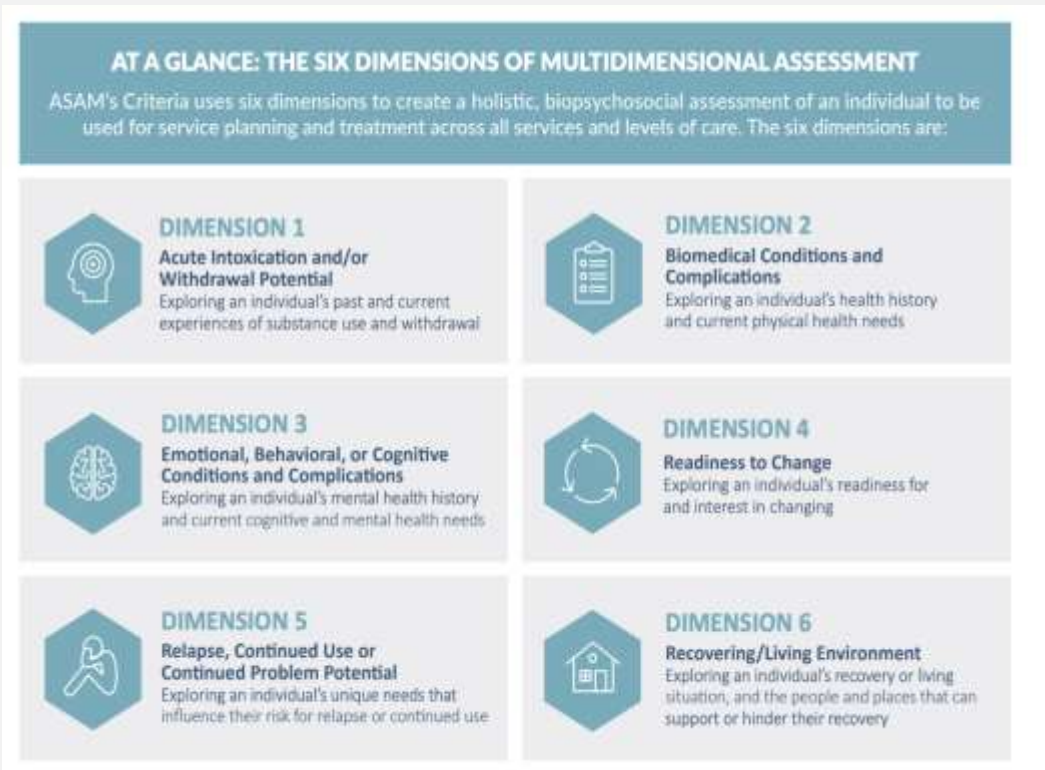 AT A GLANCE: THE SIX DIMENSIONS OF MULTIDIMENSIONAL ASSESSMENT
ASAM's Criteria uses six dimensions to create a holistic, biopsychosocial assessment of an individual to be
used for service planning and treatment across all services and levels of care. The six dimensions are:
DIMENSION 1
Acute Intoxication and/or
Withdrawal Potential
Exploring an individual's past and current
experiences of substance use and withdrawal
DIMENSION 2
Biomedical Conditions and
Complications
Exploring an individual's health history
and current physical health needs
DIMENSION 3
Emotional, Behavioral, or Cognitive
Conditions and Complications
Exploring an individual's mental health history
and current cognitive and mental health needs
DIMENSION 4
Readiness to Change
Exploring an individual's readiness for
and interest in changing
DIMENSION 5
Relapse, Continued Use or
Continued Problem Potential
Exploring an individual's unique needs that
influence their risk for relapse or continued use
DIMENSION 6
Recovering/Living Environment
Exploring an individual's recovery or living
situation, and the people and places that can
support or hinder their recovery